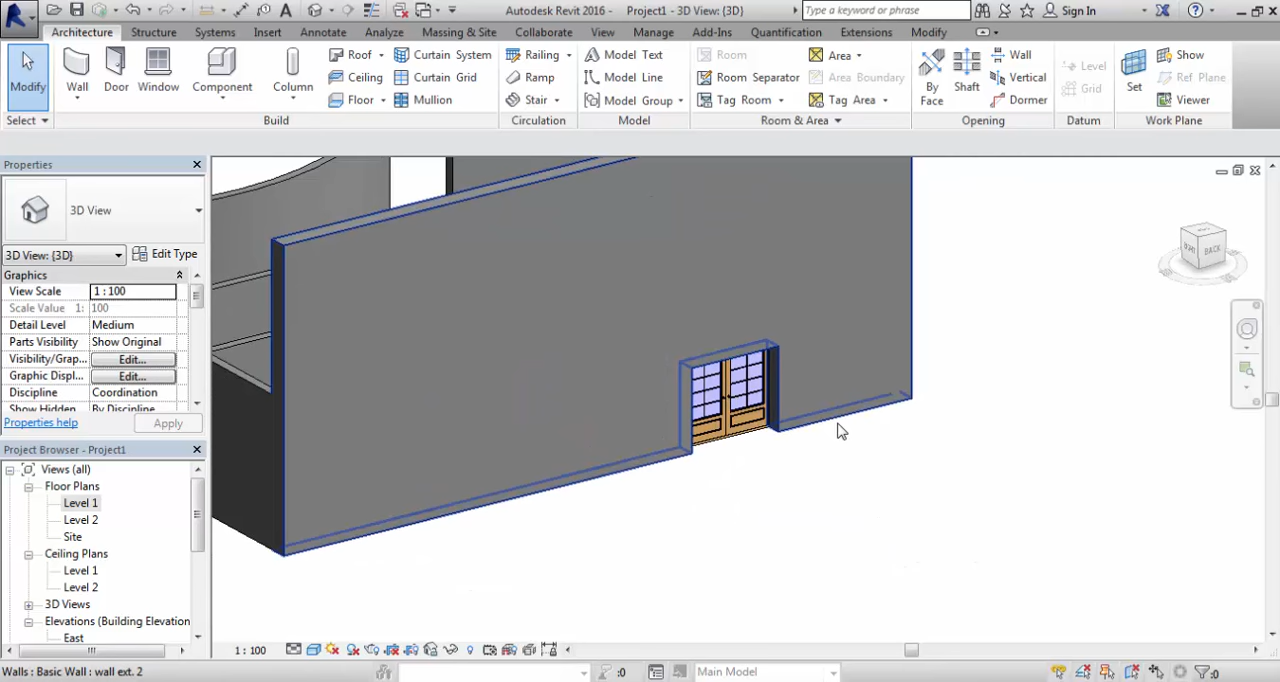 Autodesk Revit 2016 - Project1 - 3D View: {3D}
Type a keyword or phrase
Sign In
Architecture Structure Systems Insert Annotate Analyze Massing & Site Collaborate View Manage Add-Ins Quantification Extensions Modify
Modify Wall Door Window Component Column
Roof Curtain System
Ceiling Curtain Grid
Floor Mullion
Railing Model Text
Ramp Model Line
Stair Model Group
Room Area
Room Separator Area Boundary
Tag Room Tag Area
By Face Shaft Wall
Vertical
Dormer
Level
Grid
Set Show
Ref Plane
Viewer
Select Build Circulation Model Room & Area Opening Datum Work Plane
Properties
3D View
3D View: {3D} Edit Type
Graphics
View Scale 1 : 100
Scale Value 1: 100
Detail Level Medium
Parts Visibility Show Original
Visibility/Grap... Edit...
Graphic Displ... Edit...
Discipline Coordination
Show Hidden By Discipline
Properties help Apply
Project Browser - Project1
Views (all)
Floor Plans
Level 1
Level 2
Site
Ceiling Plans
Level 1
Level 2
3D Views
Elevations (Building Elevation
East
BACK
1 : 100
Walls : Basic Wall : wall ext. 2
:0
Main Model
:0